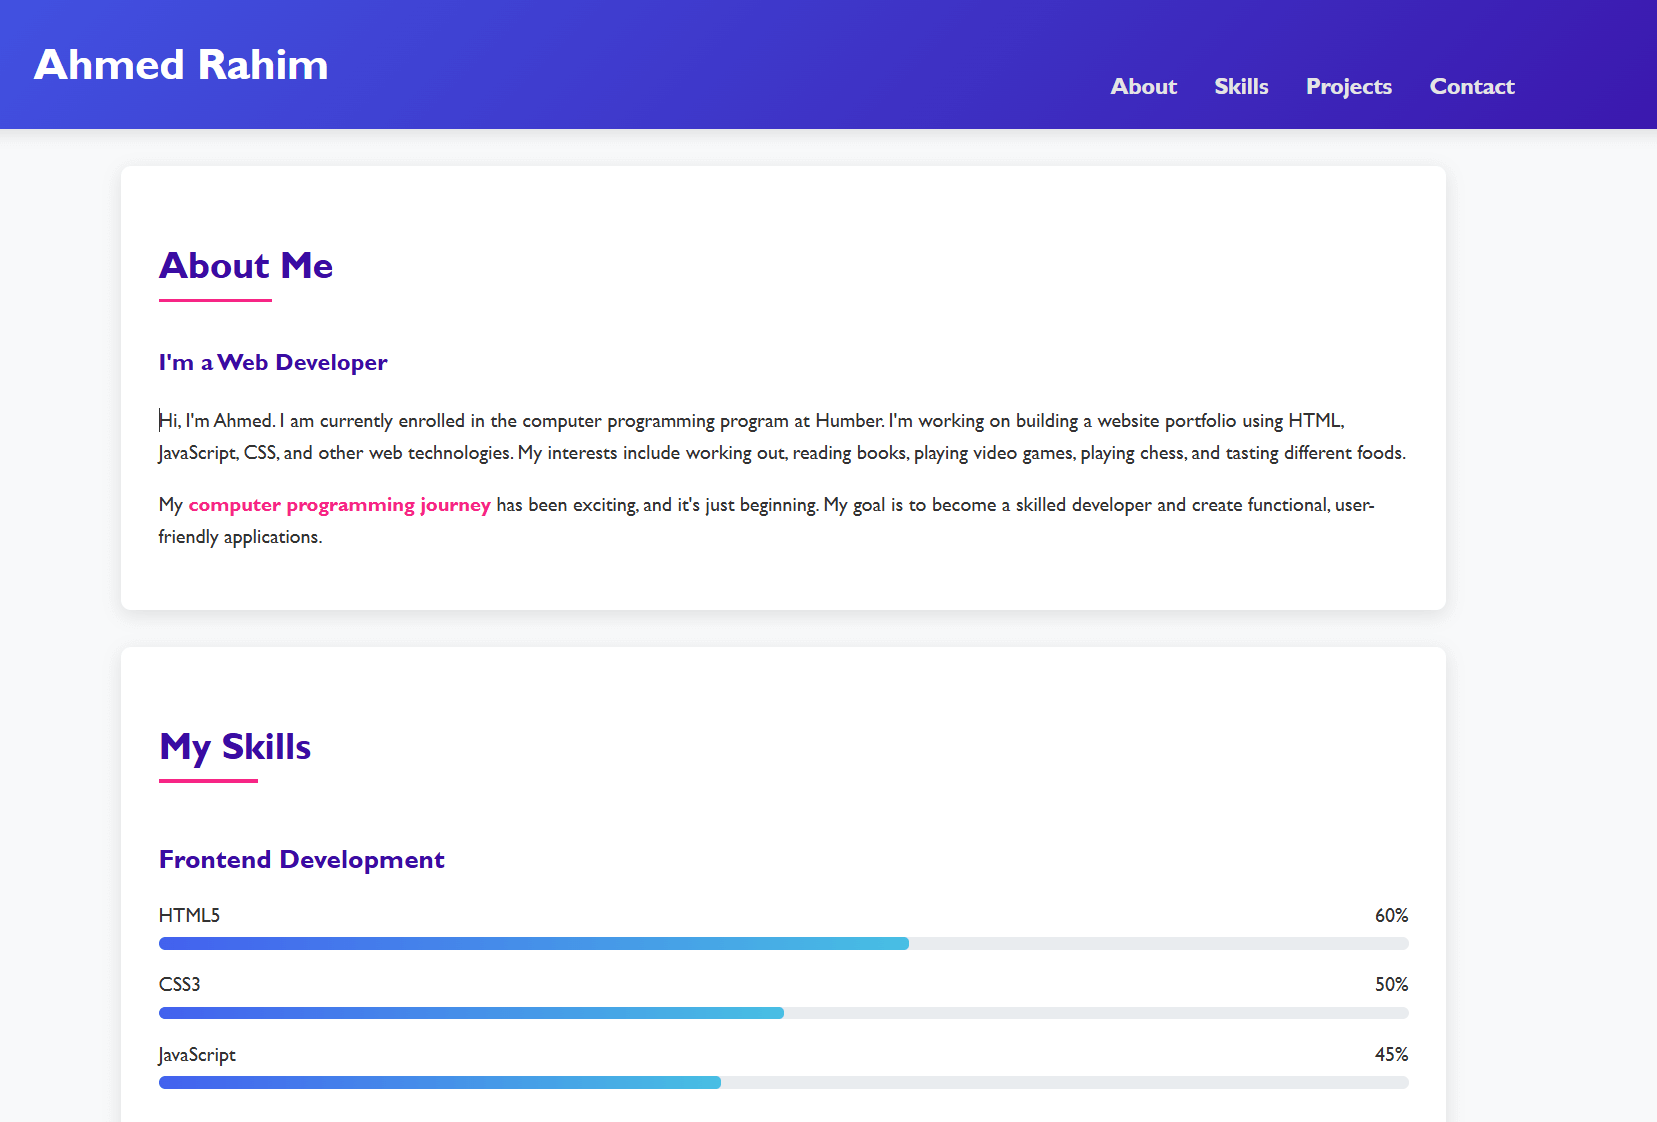 Ahmed Rahim
About Skills Projects Contact
About Me
I'm a Web Developer
Hi, I'm Ahmed. I am currently enrolled in the computer programming program at Humber. I'm working on building a website portfolio using HTML,
JavaScript, CSS, and other web technologies. My interests include working out, reading books, playing video games, playing chess, and tasting different foods.
My computer programming journey has been exciting, and it's just beginning. My goal is to become a skilled developer and create functional, user-
friendly applications.
My Skills
Frontend Development
HTML5 60%
CSS3 50%
JavaScript 45%